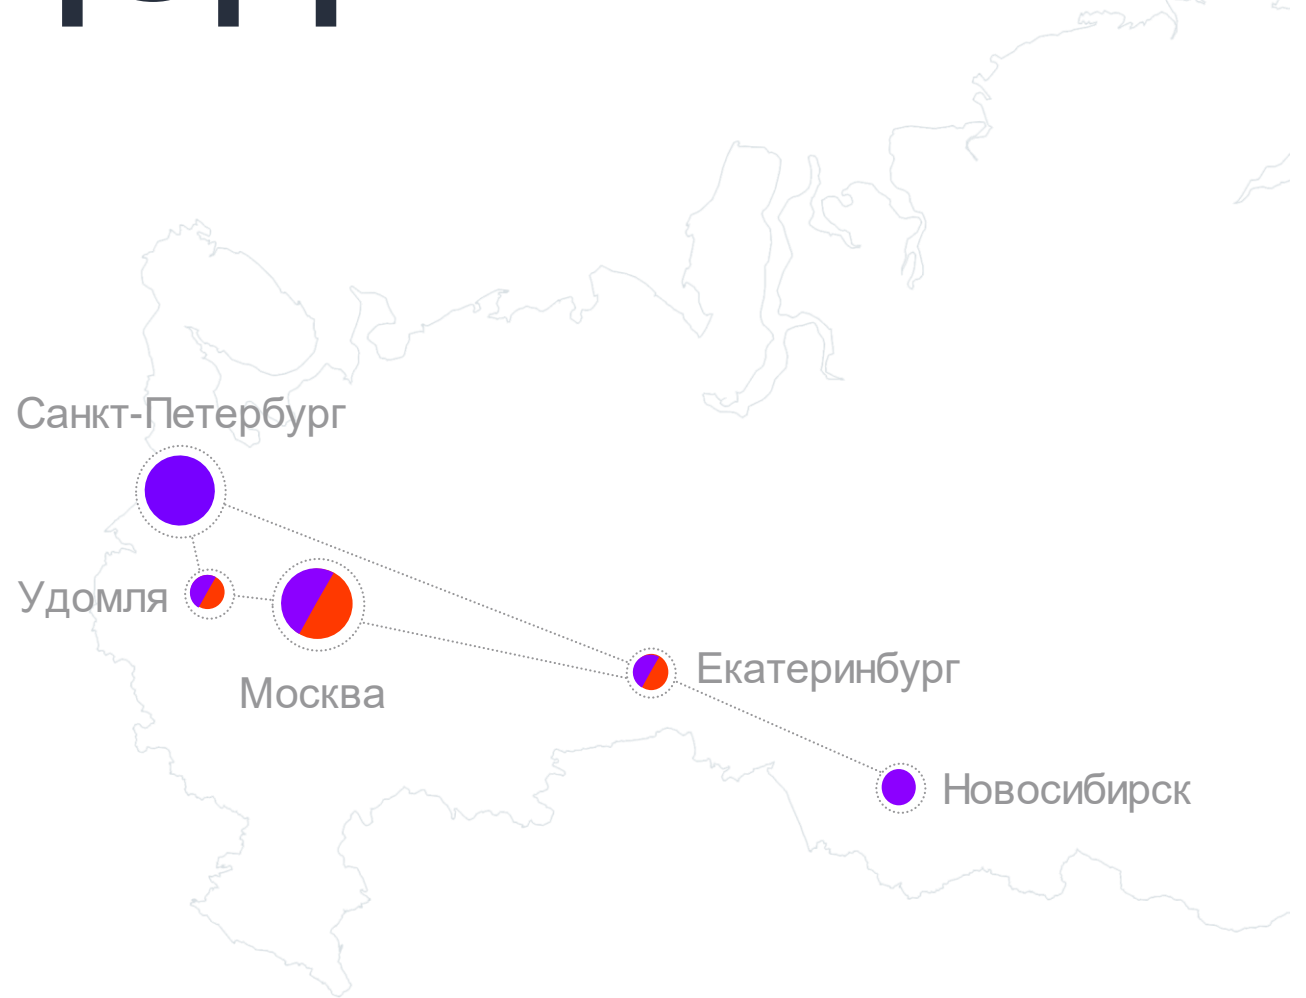 Санкт-Петербург
Удомля
Москва
Екатеринбург
Новосибирск